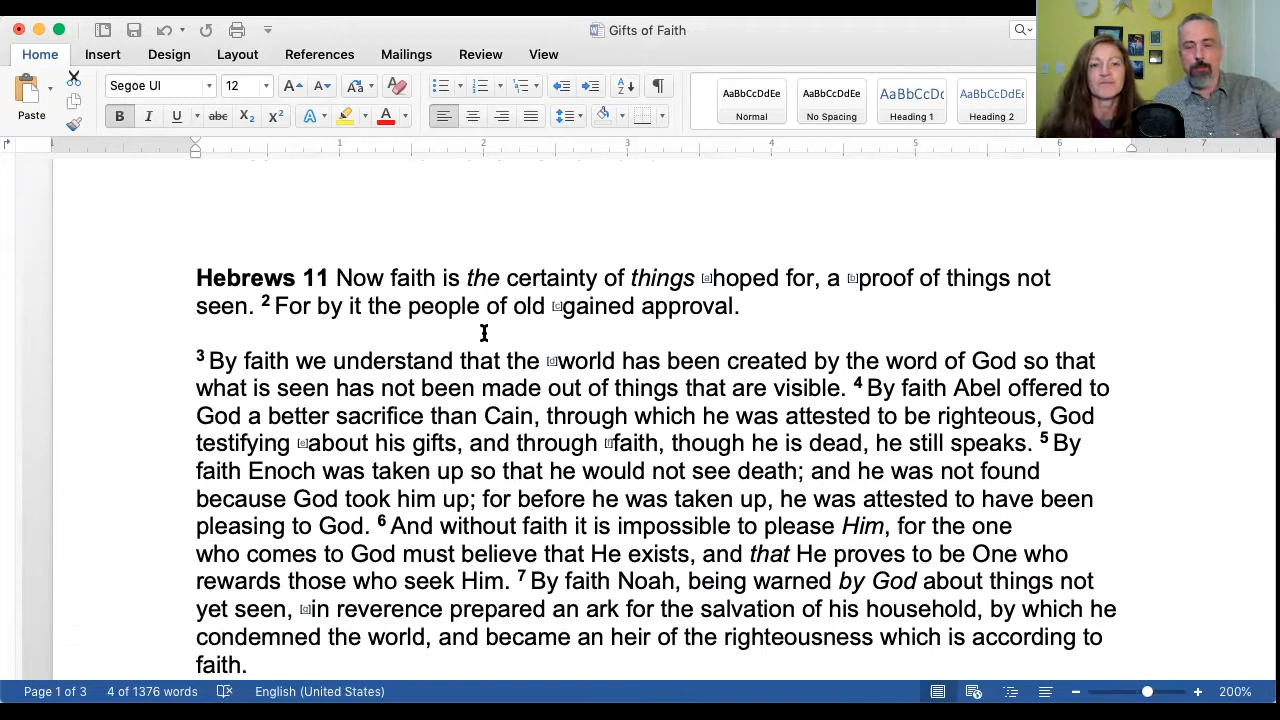 Gifts of Faith
Home Insert Design Layout References Mailings Review View
Segoe UI 12
Paste
B I U abc X2 X2 A A
AaBbCcDdEe AaBbCcDdEe AaBbCcDc AaBbCcDdEe
Normal No Spacing Heading 1 Heading 2
1 1 2 3 4 5 6 7
Hebrews 11 Now faith is the certainty of things [a]hoped for, a [b]proof of things not
seen. 2 For by it the people of old [c]gained approval.
3 By faith we understand that the [d]world has been created by the word of God so that
what is seen has not been made out of things that are visible. 4 By faith Abel offered to
God a better sacrifice than Cain, through which he was attested to be righteous, God
testifying [e]about his gifts, and through [f]faith, though he is dead, he still speaks. 5 By
faith Enoch was taken up so that he would not see death; and he was not found
because God took him up; for before he was taken up, he was attested to have been
pleasing to God. 6 And without faith it is impossible to please Him, for the one
who comes to God must believe that He exists, and that He proves to be One who
rewards those who seek Him. 7 By faith Noah, being warned by God about things not
yet seen, [g]in reverence prepared an ark for the salvation of his household, by which he
condemned the world, and became an heir of the righteousness which is according to
faith.
Page 1 of 3 4 of 1376 words English (United States) 200%